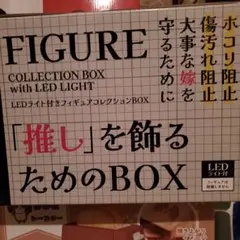 FIGURE
COLLECTION BOX
with LED LIGHT
LEDライト付きフィギュアコレクションBOX
ホコリ阻止
傷汚れ阻止
大事な嫁を
守るために
「推し」を飾る
ためのBOX
LED
ライト付